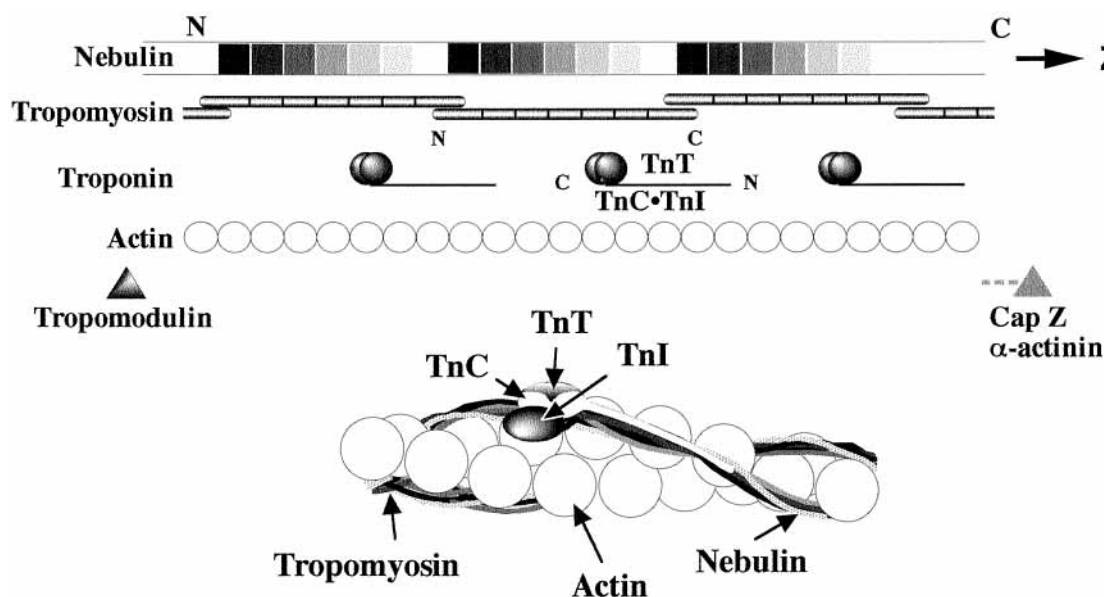 N
C
Nebulin
Z
Tropomyosin
N
C
Troponin
C
TnT
N
TnC•TnI
Actin
Tropomodulin
Cap Z
α-actinin
TnT
TnC
TnI
Tropomyosin
Nebulin
Actin